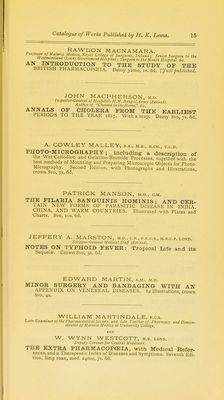 Catalogue of Works Published by H. K. Lewis. 15
RAWDON MACNAMARA.
Professor of Materia Medica, Royal College of Surgeons, Ireland; Senior Surgeon to the
Westmoreland (Lock) Government Hospital; Surgeon to the Meath Hospital, &c.
AN INTRODUCTION TO THE STUDY OF THE
BRITISH PHARMACOPŒIA. Demy 32mo, 1s. 6d. [Just published.
JOHN MACPHERSON, M.D.
Inspector-General of Hospitals H.M. Bengal Army (Retired).
Author of "Cholera in its Home," &c.
ANNALS OF CHOLERA FROM THE EARLIEST
PERIODS TO THE YEAR 1817. With a map. Demy 8vo, 7s. 6d.
A. COWLEY MALLEY, B.A., M.B., B.CH., T.C.D.
PHOTO-MICROGRAPHY; including a description of
the Wet Collodion and Gelatino-Bromide Processes, together with the
best methods of Mounting and Preparing Microscopic Objects for Photo-
Micrography. Second Edition, with Photographs and Illustrations,
crown 8vo, 7s. 6d.
PATRICK MANSON, M.D., C.M.
THE FILARIA SANGUINIS HOMINIS; AND CER-
TAIN NEW FORMS OF PARASITIC DISEASE IN INDIA,
CHINA, AND WARM COUNTRIES. Illustrated with Plates and
Charts. 8vo, 10s. 6d.
JEFFERY A. MARSTON, M.D., C.B., F.R.C.S., M.R.C.P. LOND.
Surgeon-General Medical Staff (Retired).
NOTES ON TYPHOID FEVER: Tropical Life and its
Sequelæ. Crown 8vo, 3s. 6d.
EDWARD MARTIN, A.M., M.D.
MINOR SURGERY AND BANDAGING WITH AN
APPENDIX ON VENEREAL DISEASES. 82 Illustrations, crown
8vo, 4s.
WILLIAM MARTINDALE, F.C.S.
Late Examiner of the Pharmaceutical Society, and late Teacher of Pharmacy and Demon-
strator of Materia Medica at University College.
AND
W. WYNN WESTCOTT, M.B. LOND.
Deputy Coroner for Central Middlesex.
THE EXTRA PHARMACOPŒIA, with Medical Refer-
ences, and a Therapeutic Index of Diseases and Symptoms. Seventh Edi-
tion, limp roan, med. 24mo, 7s. 6d.